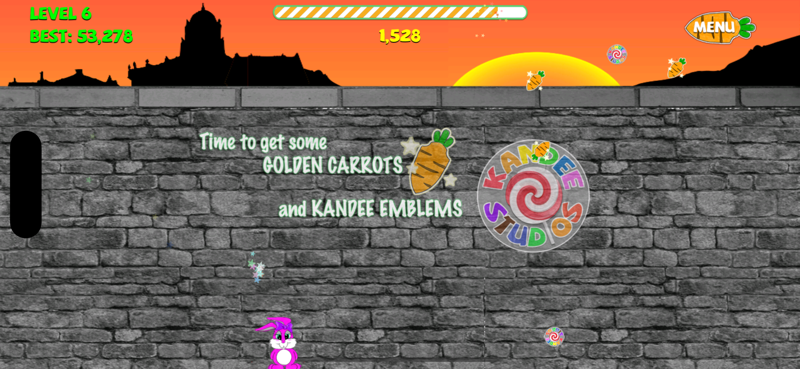 LEVEL 6
BEST: 53,278
1,528
MENU
Time to get some
GOLDEN CARROTS
and KANDEE EMBLEMS
KANDEE
STUDIOS